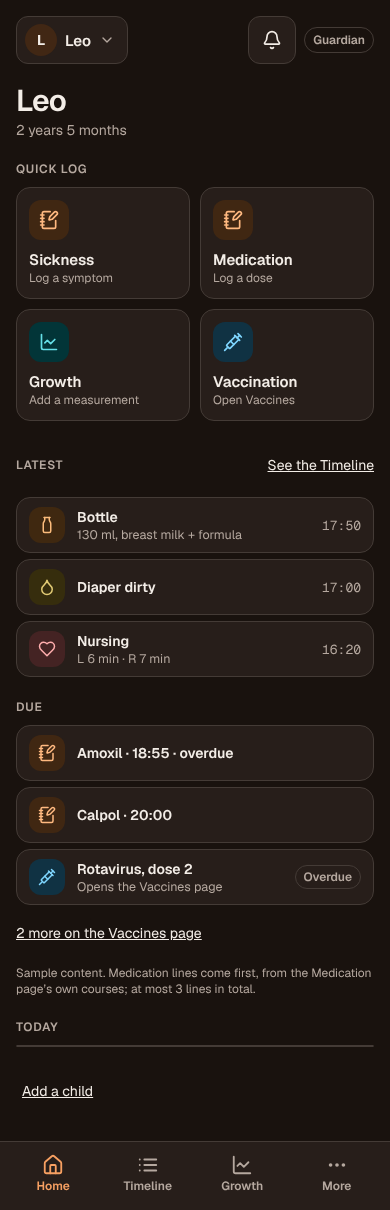 L Leo
Guardian
Leo
2 years 5 months
QUICK LOG
Sickness
Log a symptom
Medication
Log a dose
Growth
Add a measurement
Vaccination
Open Vaccines
LATEST
See the Timeline
Bottle
130 ml, breast milk + formula
17:50
Diaper dirty
17:00
Nursing
L 6 min · R 7 min
16:20
DUE
Amoxil · 18:55 · overdue
Calpol · 20:00
Rotavirus, dose 2
Opens the Vaccines page
Overdue
2 more on the Vaccines page
Sample content. Medication lines come first, from the Medication
page's own courses; at most 3 lines in total.
TODAY
Add a child
Home
Timeline
Growth
More